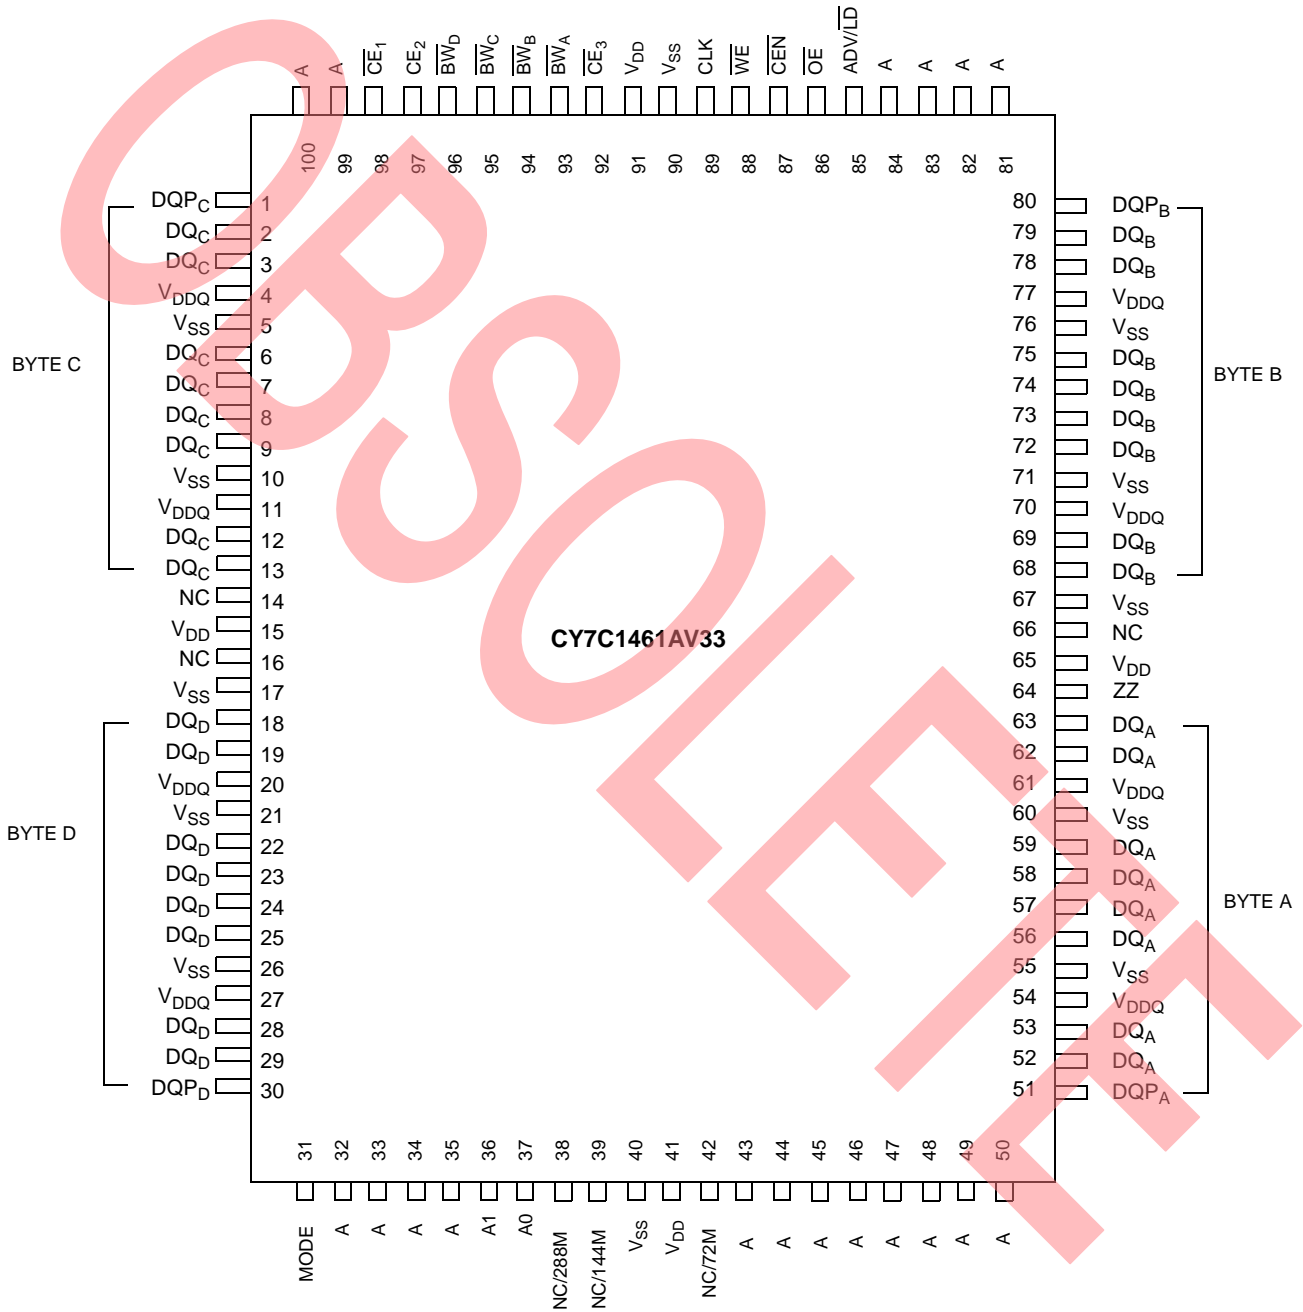 A A CE1 CE2 BWD BWC BWB BWA CE3 VDD VSS CLK WE CEN OE ADV/LD A A A A
100 99 98 97 96 95 94 93 92 91 90 89 88 87 86 85 84 83 82 81
DQPC 1 80 DQPB
DQC 2 79 DQB
DQC 3 78 DQB
VDDQ 4 77 VDDQ
VSS 5 76 VSS
DQC 6 75 DQB
BYTE C
BYTE B
DQC 7 74 DQB
DQC 8 73 DQB
DQC 9 72 DQB
VSS 10 71 VSS
VDDQ 11 70 VDDQ
DQC 12 69 DQB
DQC 13 68 DQB
NC 14 67 VSS
VDD 15 66 NC
CY7C1461AV33
NC 16 65 VDD
VSS 17 64 ZZ
DQD 18 63 DQA
DQD 19 62 DQA
VDDQ 20 61 VDDQ
VSS 21 60 VSS
BYTE D
DQD 22 59 DQA
DQD 23 58 DQA
BYTE A
DQD 24 57 DQA
DQD 25 56 DQA
VSS 26 55 VSS
VDDQ 27 54 VDDQ
DQD 28 53 DQA
DQD 29 52 DQA
DQPD 30 51 DQPA
31 32 33 34 35 36 37 38 39 40 41 42 43 44 45 46 47 48 49 50
MODE A A A A A1 A0 NC/288M NC/144M VSS VDD NC/72M A A A A A A A A
OBSOLETE